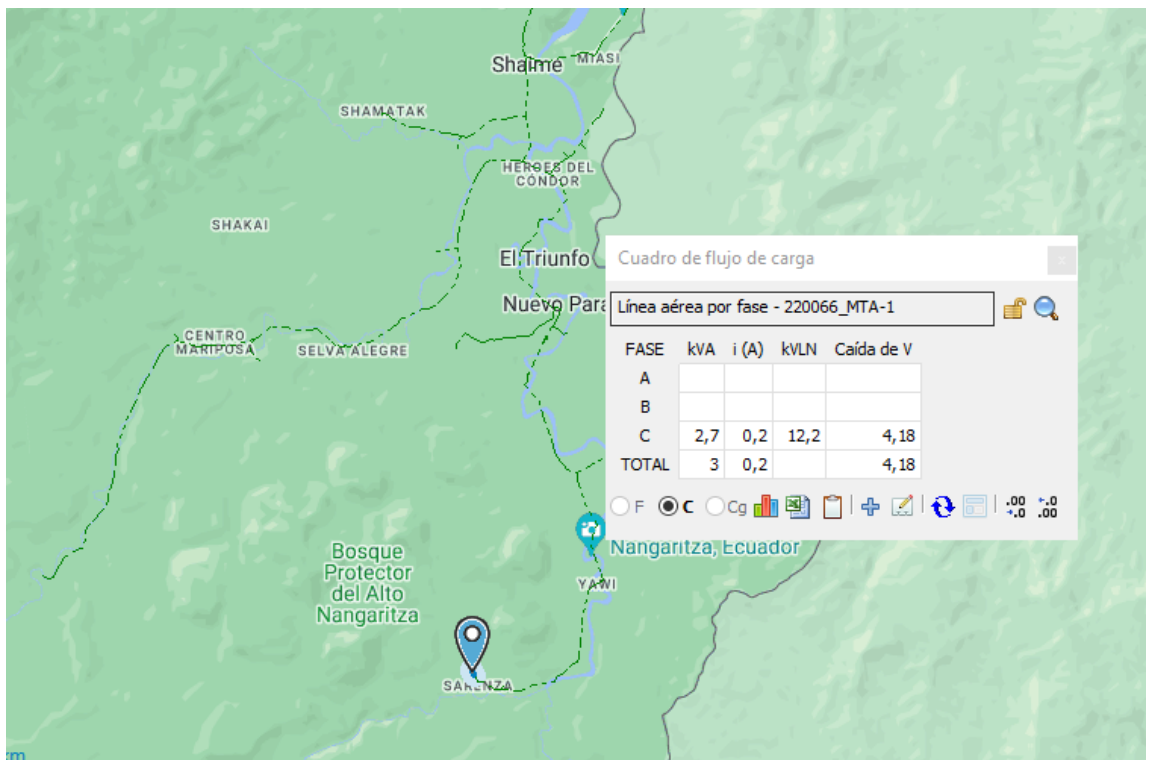 Shaime
MIASI
SHAMATAK
HEROES DEL
CÓNDOR
SHAKAI
El Triunfo
Nuevo Para
CENTRO
MARIPOSA
SELVA ALEGRE
Cuadro de flujo de carga
x
Línea aérea por fase - 220066_MTA-1
FASE kVA i (A) kVLN Caída de V
A
B
C 2,7 0,2 12,2 4,18
TOTAL 3 0,2 4,18
F C Cg .00 →.0 ←.0 .00
Nangaritza, Ecuador
Bosque
Protector
del Alto
Nangaritza
YAWI
SARENZA
km